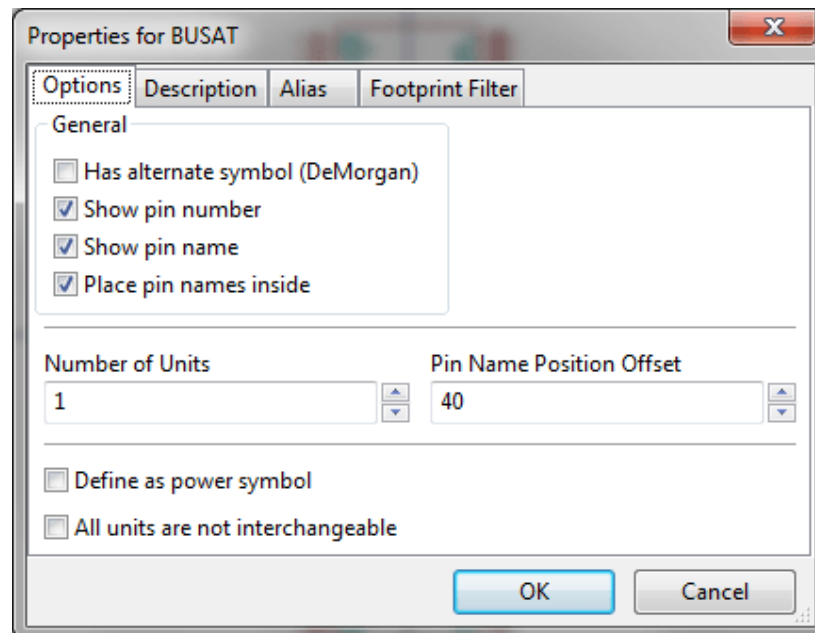 Properties for BUSAT
Options Description Alias Footprint Filter
General
Has alternate symbol (DeMorgan)
Show pin number
Show pin name
Place pin names inside
Number of Units Pin Name Position Offset
1 40
Define as power symbol
All units are not interchangeable
OK Cancel